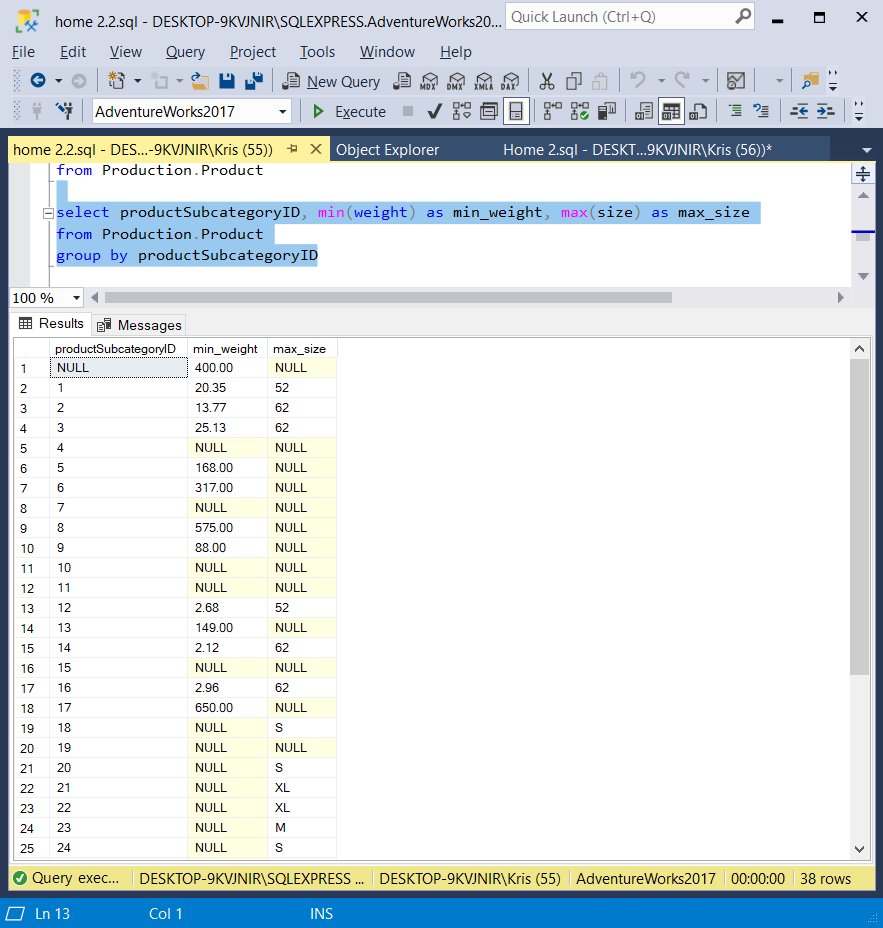 home 2.2.sql - DESKTOP-9KVJNIR\SQLEXPRESS.AdventureWorks20...
Quick Launch (Ctrl+Q)
File Edit View Query Project Tools Window Help
New Query MDX DMX XMLA DAX
AdventureWorks2017 Execute
home 2.2.sql - DES...-9KVJNIR\Kris (55)) Object Explorer Home 2.sql - DESKT...9KVJNIR\Kris (56))*
from Production.Product
select productSubcategoryID, min(weight) as min_weight, max(size) as max_size
from Production.Product
group by productSubcategoryID
100 %
Results Messages
productSubcategoryID min_weight max_size
1 NULL 400.00 NULL
2 1 20.35 52
3 2 13.77 62
4 3 25.13 62
5 4 NULL NULL
6 5 168.00 NULL
7 6 317.00 NULL
8 7 NULL NULL
9 8 575.00 NULL
10 9 88.00 NULL
11 10 NULL NULL
12 11 NULL NULL
13 12 2.68 52
14 13 149.00 NULL
15 14 2.12 62
16 15 NULL NULL
17 16 2.96 62
18 17 650.00 NULL
19 18 NULL S
20 19 NULL NULL
21 20 NULL S
22 21 NULL XL
23 22 NULL XL
24 23 NULL M
25 24 NULL S
Query exec... DESKTOP-9KVJNIR\SQLEXPRESS ... DESKTOP-9KVJNIR\Kris (55) AdventureWorks2017 00:00:00 38 rows
Ln 13 Col 1 INS